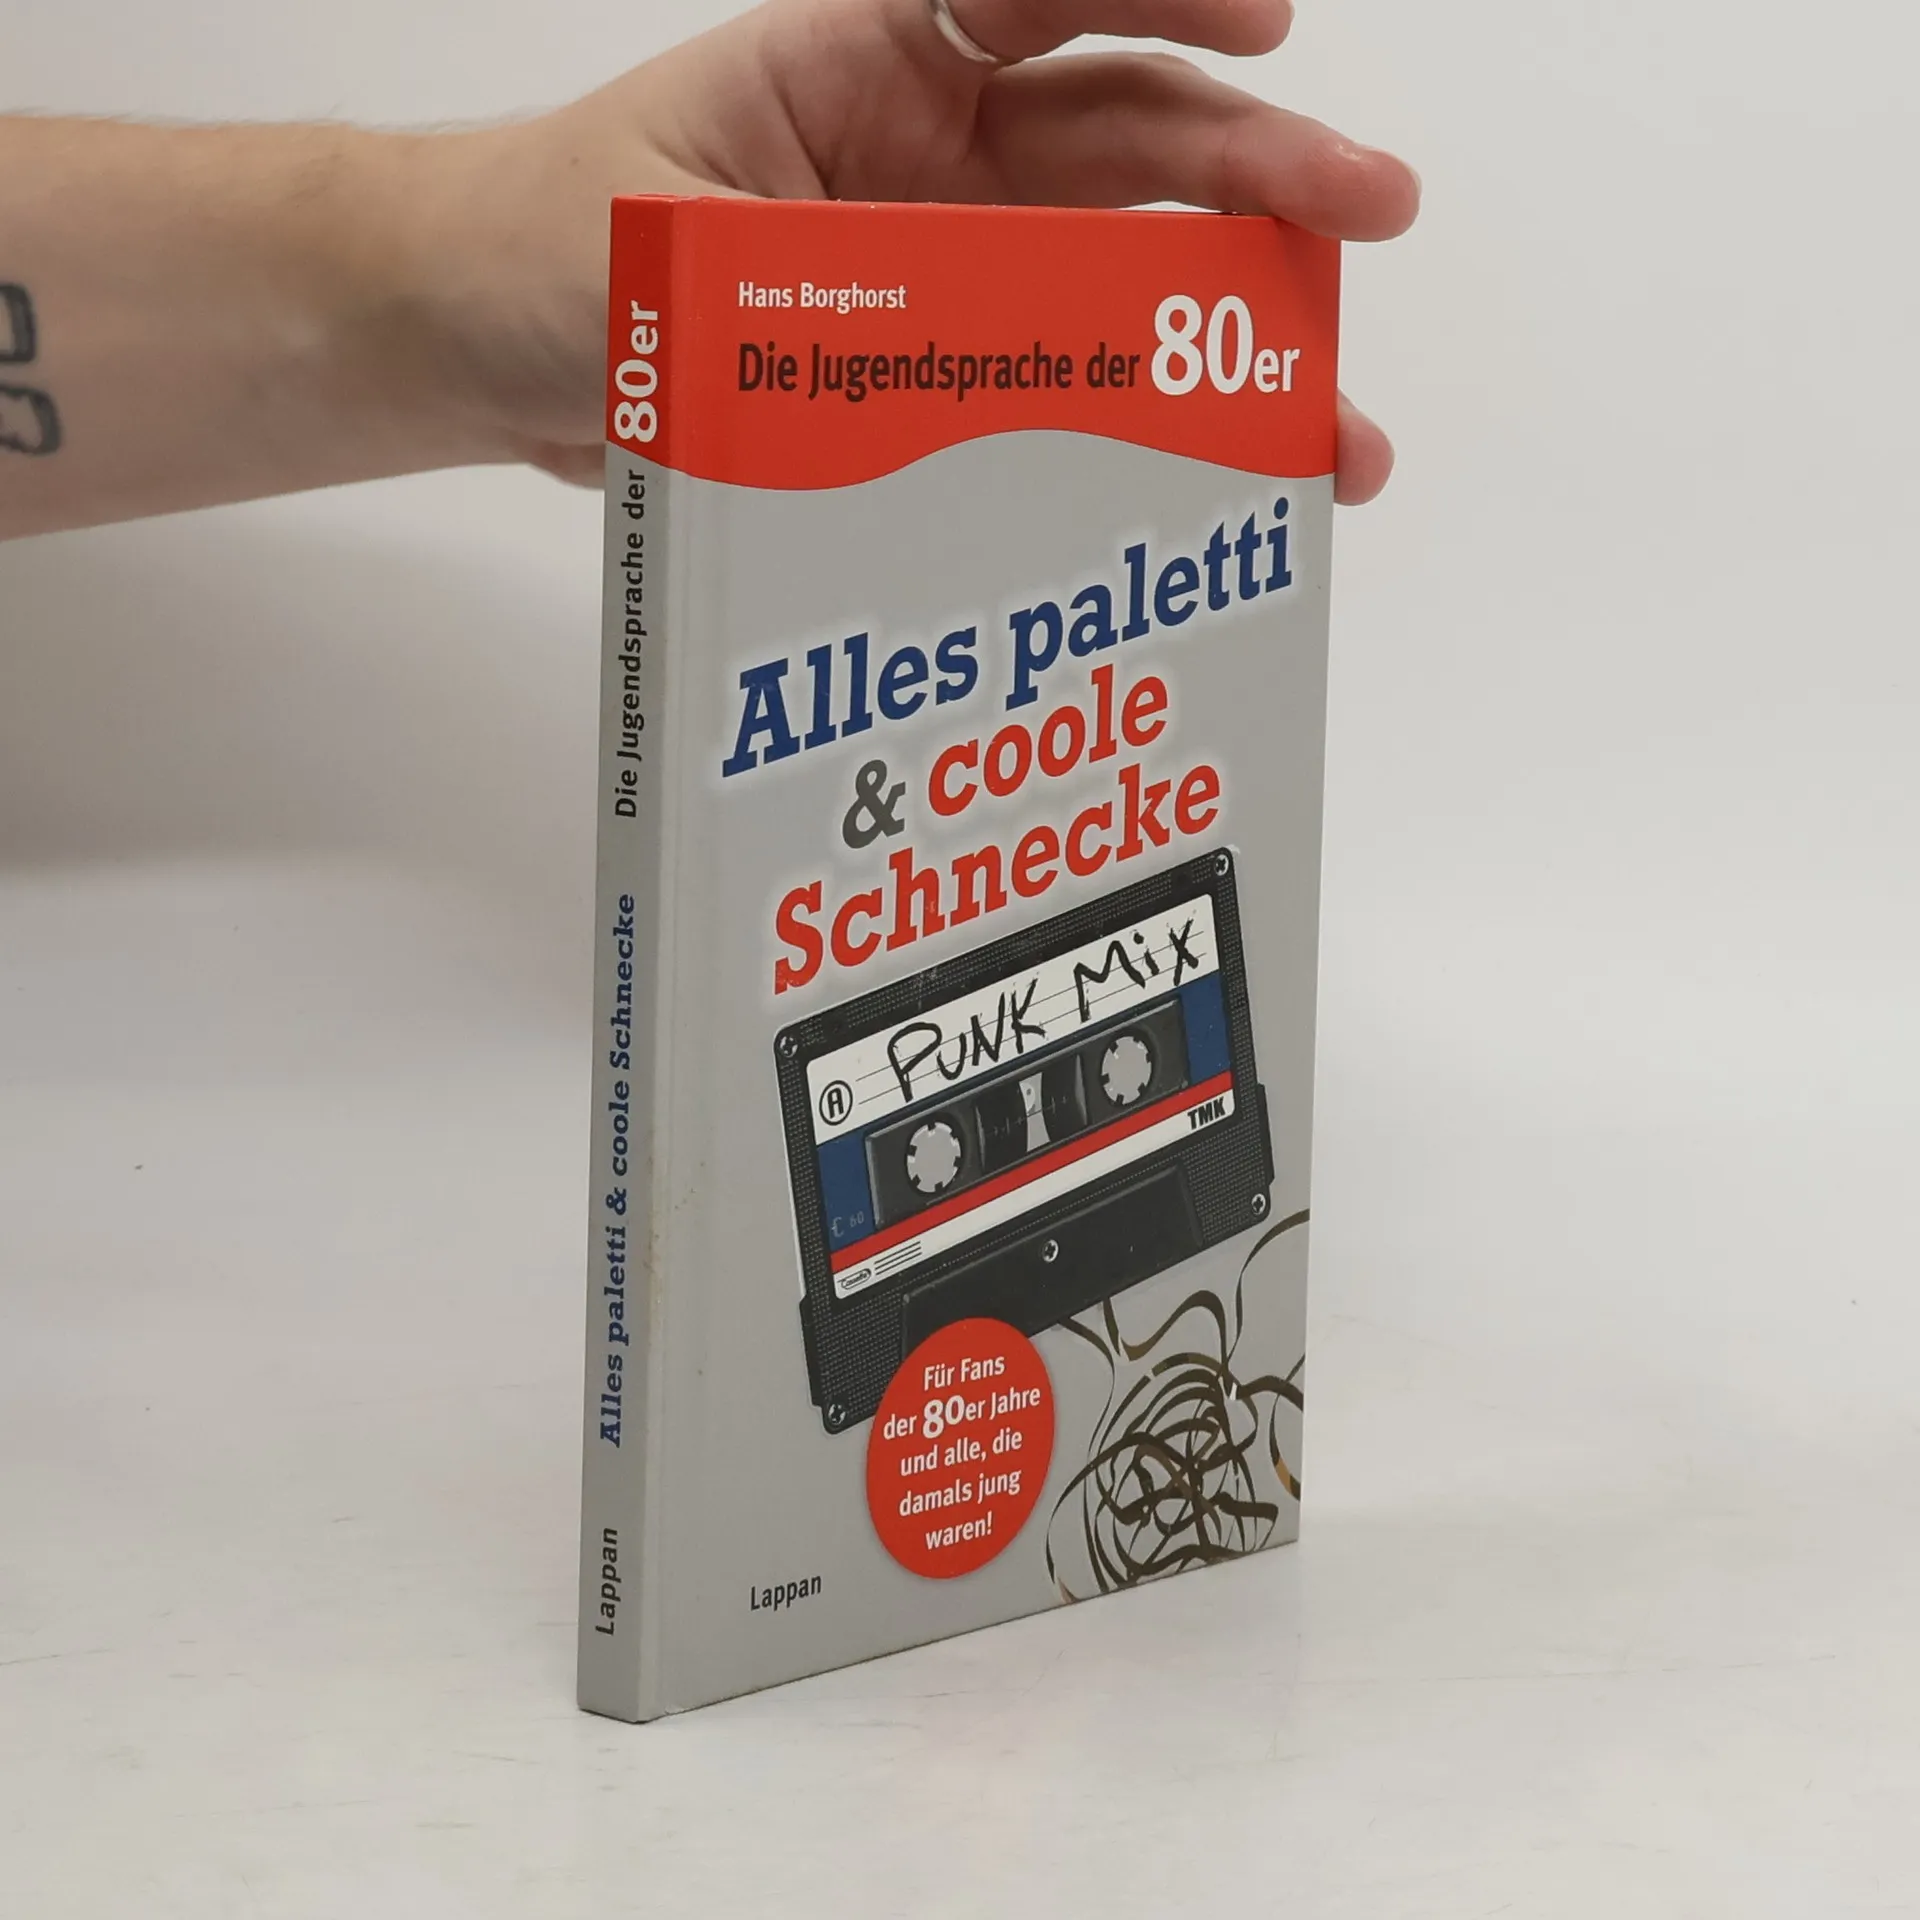 Hans Borghorst
Die Jugendsprache der 80er
Alles paletti
& coole
Schnecke
A PUNK MiX
TMK
€ 60
Für Fans
der 80er Jahre
und alle, die
damals jung
waren!
Lappan
Lappan Alles paletti & coole Schnecke Die Jugendsprache der 80er